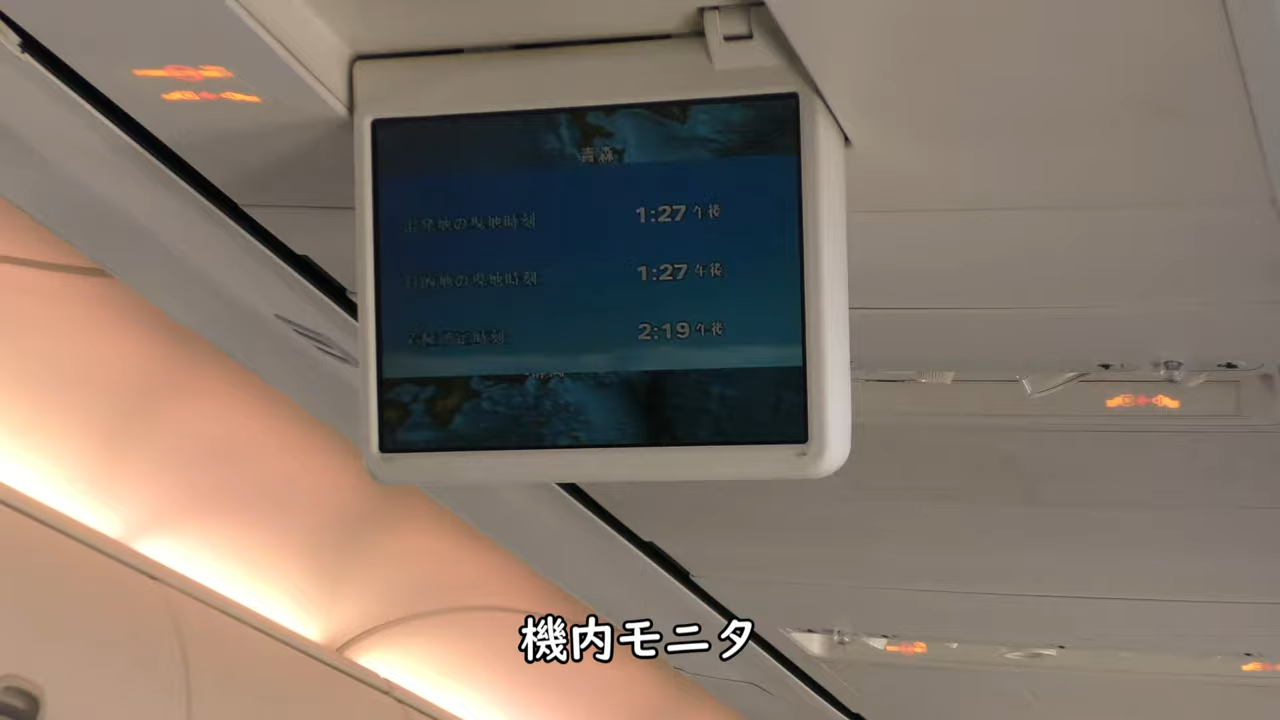 青森
出発地の現地時刻 1:27 午後
目的地の現地時刻 1:27 午後
2:19 午後
機内モニタ